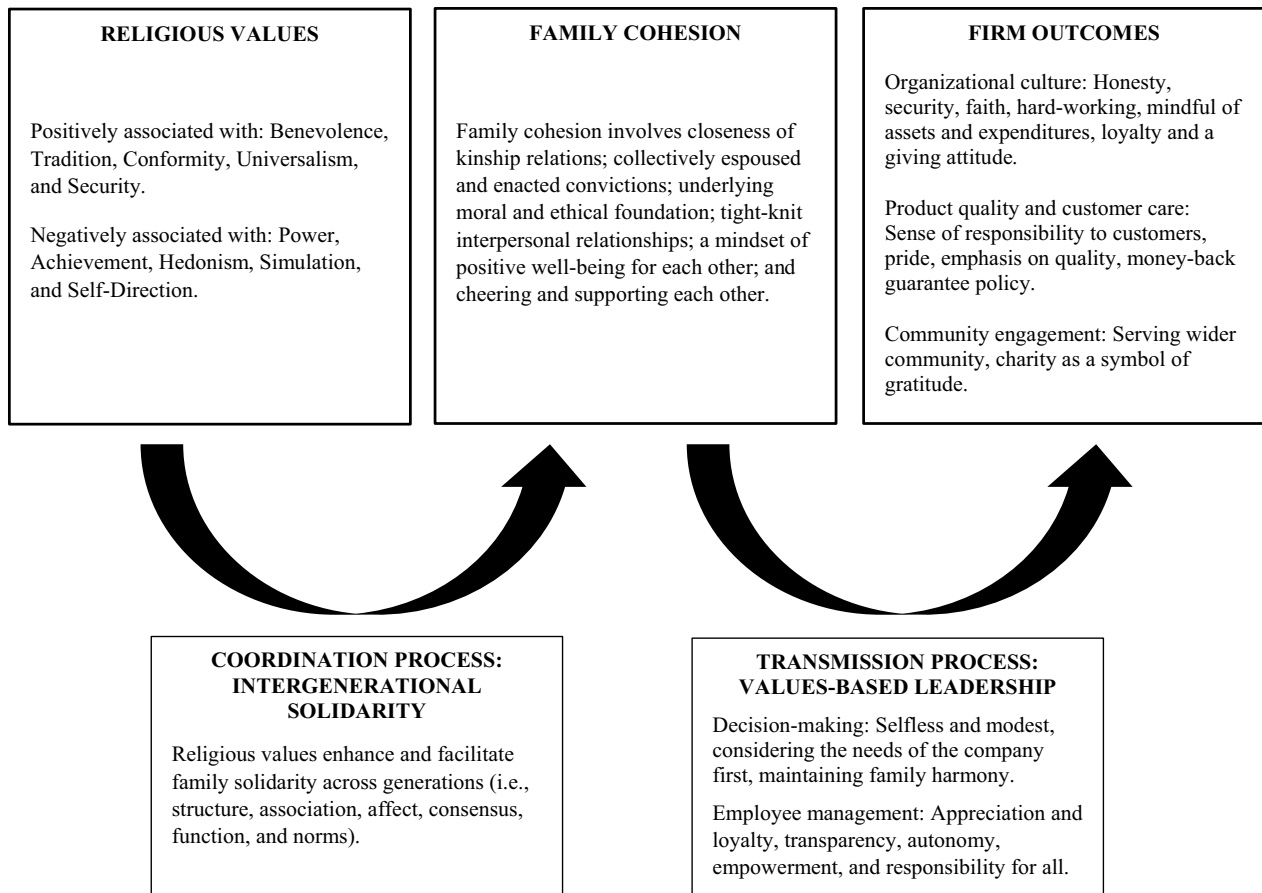 RELIGIOUS VALUES
Positively associated with: Benevolence,
Tradition, Conformity, Universalism,
and Security.
Negatively associated with: Power,
Achievement, Hedonism, Simulation,
and Self-Direction.
FAMILY COHESION
Family cohesion involves closeness of
kinship relations; collectively espoused
and enacted convictions; underlying
moral and ethical foundation; tight-knit
interpersonal relationships; a mindset of
positive well-being for each other; and
cheering and supporting each other.
FIRM OUTCOMES
Organizational culture: Honesty,
security, faith, hard-working, mindful of
assets and expenditures, loyalty and a
giving attitude.
Product quality and customer care:
Sense of responsibility to customers,
pride, emphasis on quality, money-back
guarantee policy.
Community engagement: Serving wider
community, charity as a symbol of
gratitude.
COORDINATION PROCESS:
INTERGENERATIONAL
SOLIDARITY
Religious values enhance and facilitate
family solidarity across generations (i.e.,
structure, association, affect, consensus,
function, and norms).
TRANSMISSION PROCESS:
VALUES-BASED LEADERSHIP
Decision-making: Selfless and modest,
considering the needs of the company
first, maintaining family harmony.
Employee management: Appreciation and
loyalty, transparency, autonomy,
empowerment, and responsibility for all.